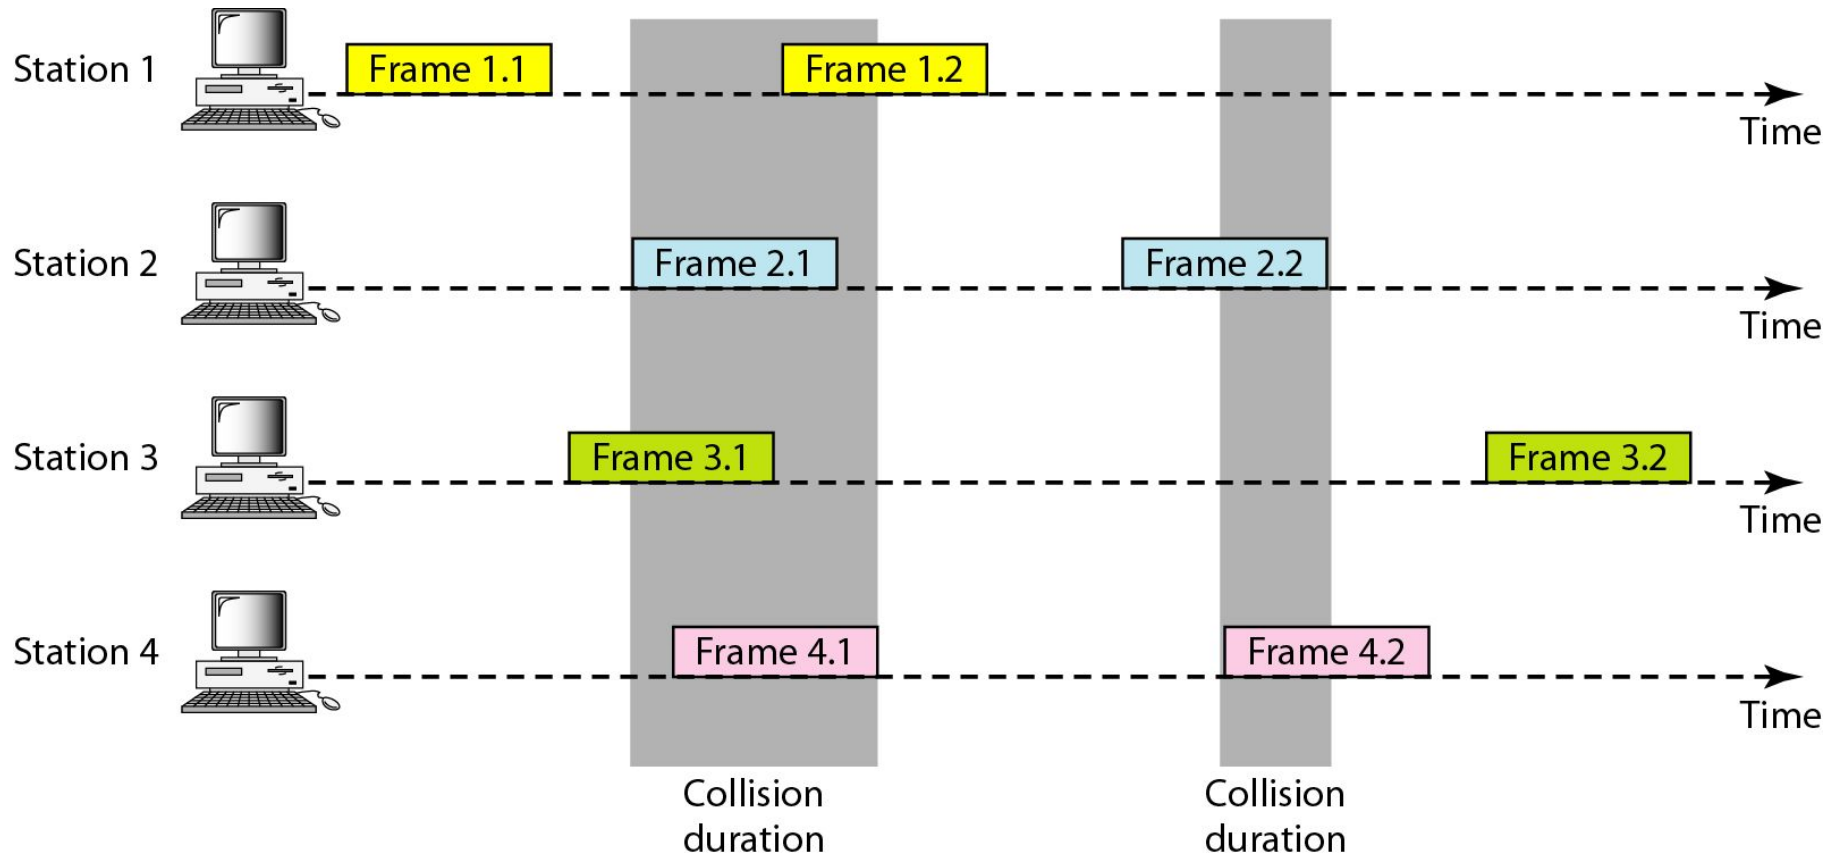 Station 1
Frame 1.1
Frame 1.2
Time
Station 2
Frame 2.1
Frame 2.2
Time
Station 3
Frame 3.1
Frame 3.2
Time
Station 4
Frame 4.1
Frame 4.2
Time
Collision
duration
Collision
duration